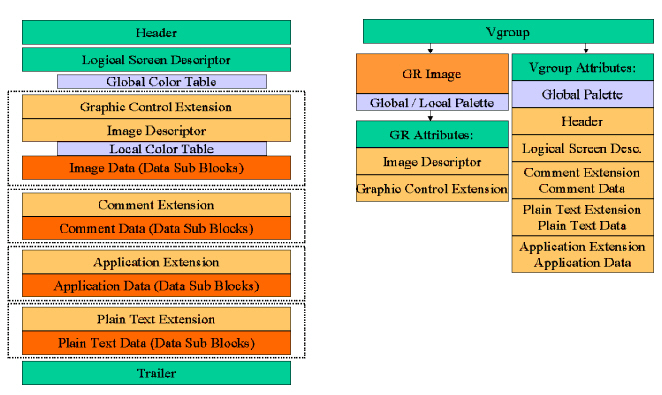 Header
Logical Screen Descriptor
Global Color Table
Graphic Control Extension
Image Descriptor
Local Color Table
Image Data (Data Sub Blocks)
Comment Extension
Comment Data (Data Sub Blocks)
Application Extension
Application Data (Data Sub Blocks)
Plain Text Extension
Plain Text Data (Data Sub Blocks)
Trailer
Vgroup
GR Image
Global / Local Palette
GR Attributes:
Image Descriptor
Graphic Control Extension
Vgroup Attributes:
Global Palette
Header
Logical Screen Desc.
Comment Extension
Comment Data
Plain Text Extension
Plain Text Data
Application Extension
Application Data